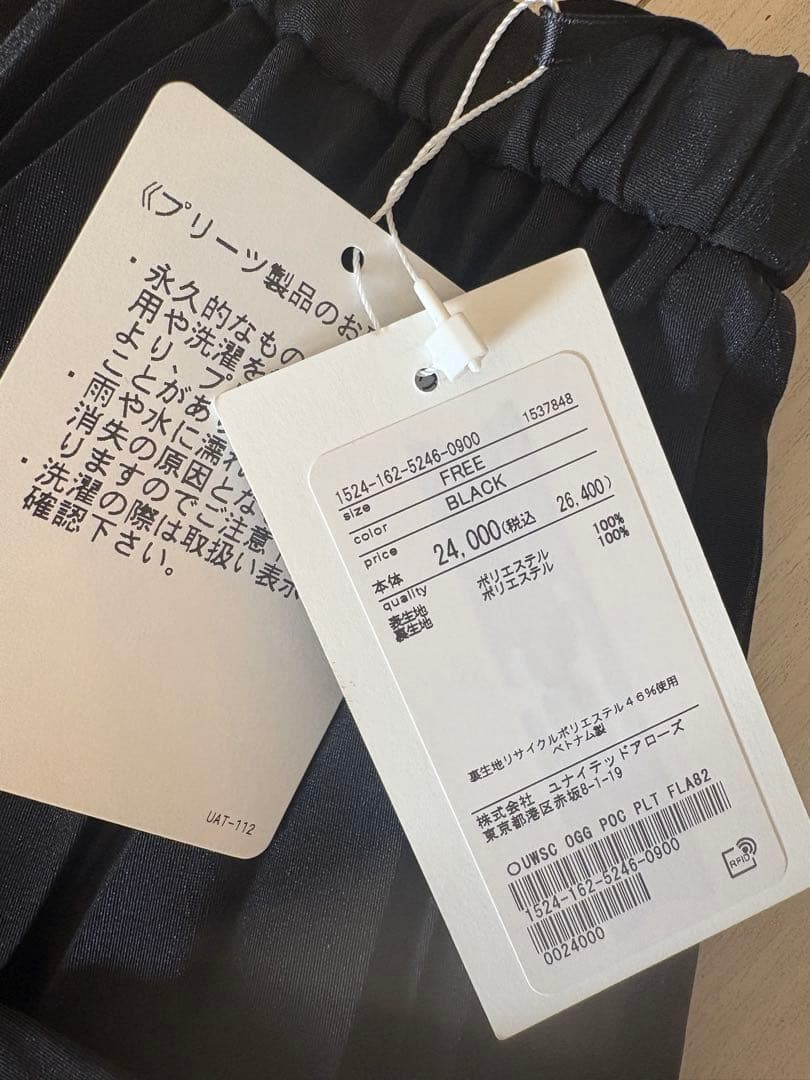 《プリーツ製品のお
・永久的なもの
用や洗濯を
より、プ
ことがあ
・雨や水に濡れ
消失の原因とな
りますのでご注意
・洗濯の際は取扱い表示
確認下さい。
UAT-112
1524-162-5246-0900 1537848
size FREE
color BLACK
price
本体 24,000(税込 26,400)
quality
表生地 ポリエステル 100%
裏生地 ポリエステル 100%
裏生地リサイクルポリエステル46%使用
ベトナム製
株式会社 ユナイテッドアローズ
東京都港区赤坂8-1-19
○UWSC OGG POC PLT FLA82
1524-162-5246-0900
0024000
RFID